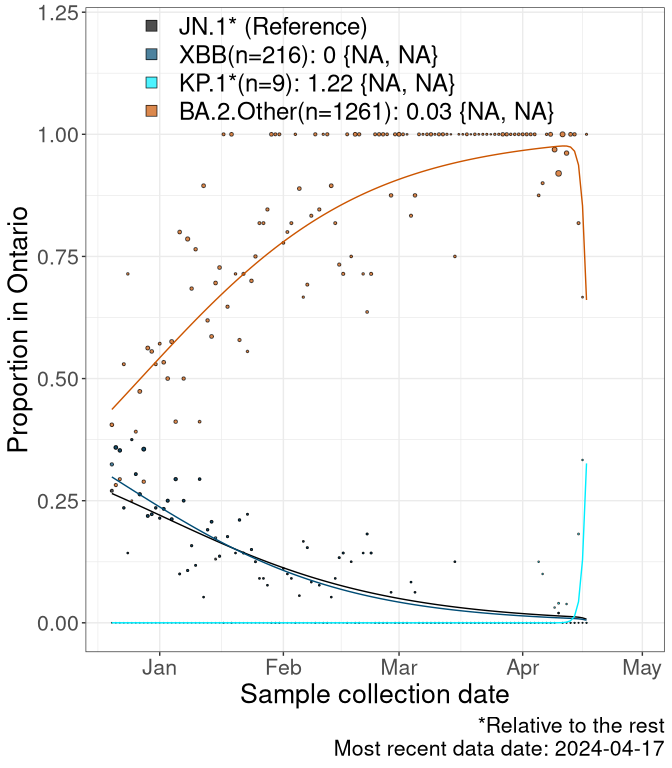 JN.1* (Reference)
XBB(n=216): 0 {NA, NA}
KP.1*(n=9): 1.22 {NA, NA}
BA.2.Other(n=1261): 0.03 {NA, NA}
1.25
1.00
0.75
0.50
0.25
0.00
Proportion in Ontario
Jan
Feb
Mar
Apr
May
Sample collection date
*Relative to the rest
Most recent data date: 2024-04-17